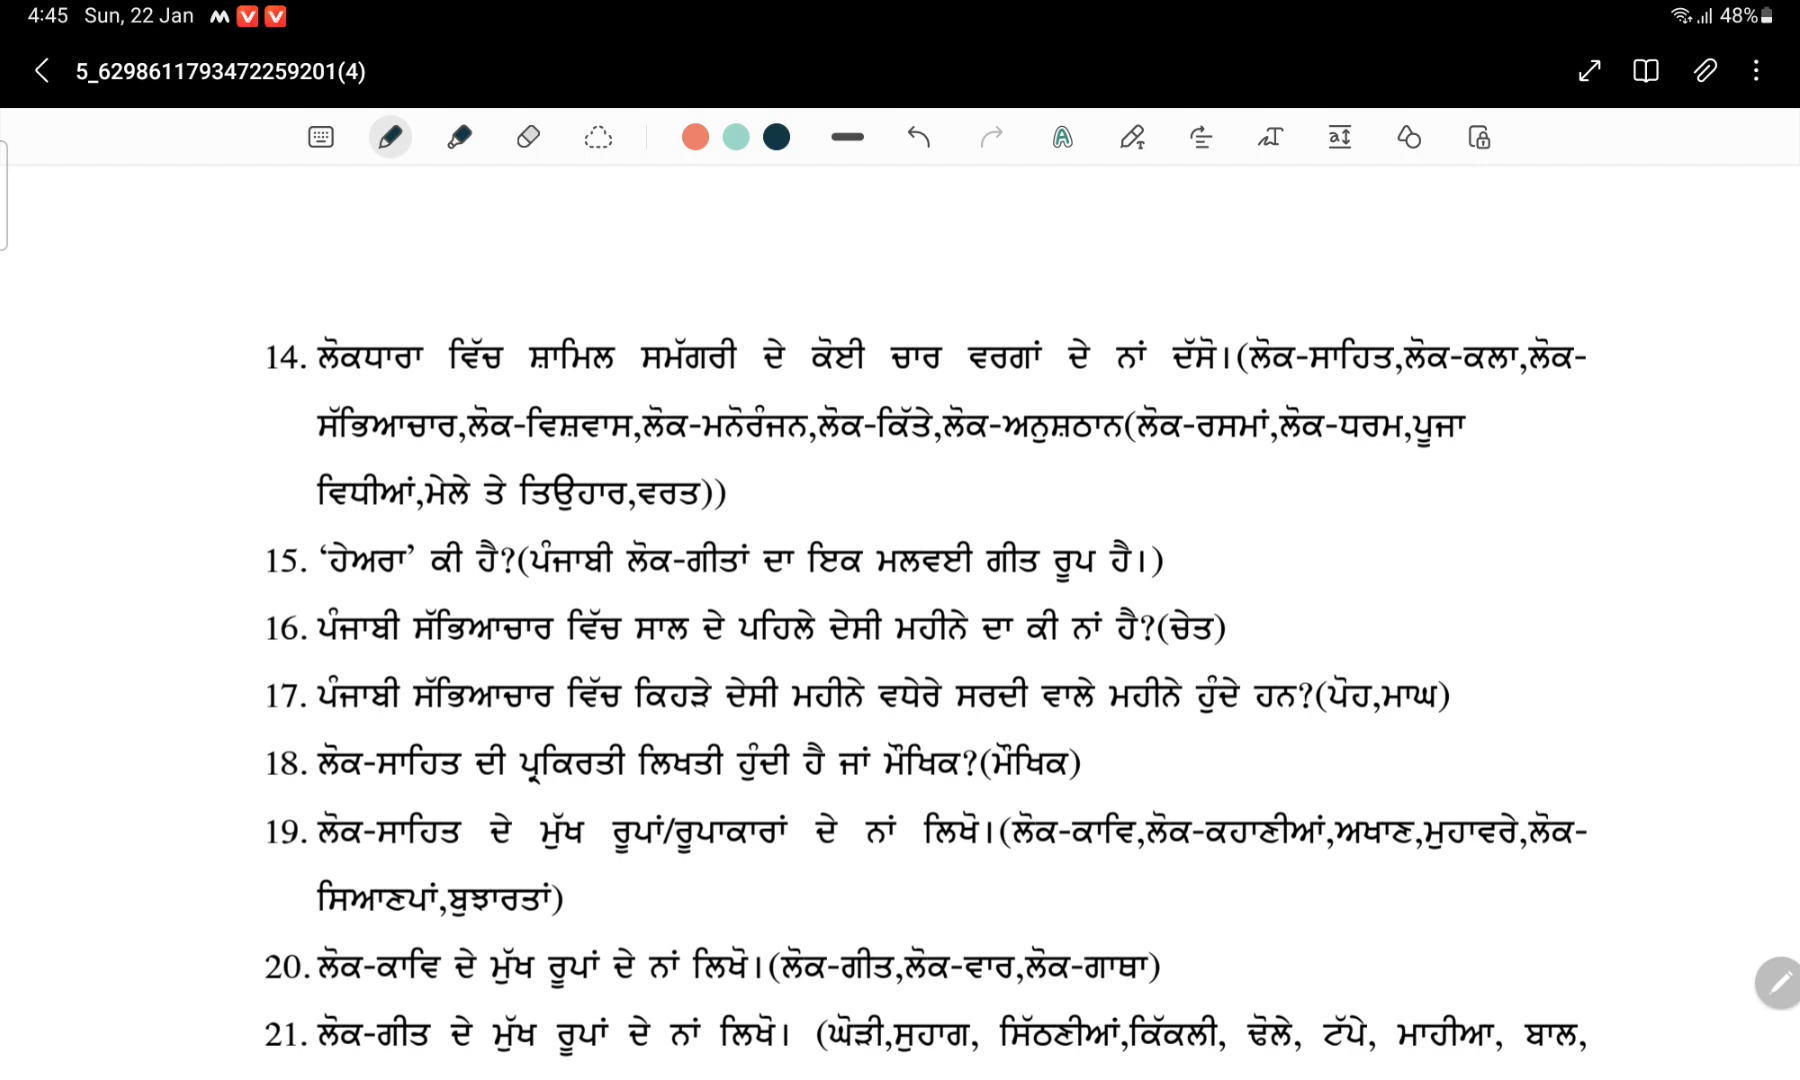 4:45 Sun, 22 Jan
48%
5_6298611793472259201(4)
14. ਲੋਕਧਾਰਾ ਵਿੱਚ ਸ਼ਾਮਿਲ ਸਮੱਗਰੀ ਦੇ ਕੋਈ ਚਾਰ ਵਰਗਾਂ ਦੇ ਨਾਂ ਦੱਸੋ।(ਲੋਕ-ਸਾਹਿਤ,ਲੋਕ-ਕਲਾ,ਲੋਕ-
ਸੱਭਿਆਚਾਰ,ਲੋਕ-ਵਿਸ਼ਵਾਸ,ਲੋਕ-ਮਨੋਰੰਜਨ,ਲੋਕ-ਕਿੱਤੇ,ਲੋਕ-ਅਨੁਸ਼ਠਾਨ(ਲੋਕ-ਰਸਮਾਂ,ਲੋਕ-ਧਰਮ,ਪੂਜਾ
ਵਿਧੀਆਂ,ਮੇਲੇ ਤੇ ਤਿਉਹਾਰ,ਵਰਤ))
15. ‘ਹੇਅਰਾ’ ਕੀ ਹੈ?(ਪੰਜਾਬੀ ਲੋਕ-ਗੀਤਾਂ ਦਾ ਇਕ ਮਲਵਈ ਗੀਤ ਰੂਪ ਹੈ।)
16. ਪੰਜਾਬੀ ਸੱਭਿਆਚਾਰ ਵਿੱਚ ਸਾਲ ਦੇ ਪਹਿਲੇ ਦੇਸੀ ਮਹੀਨੇ ਦਾ ਕੀ ਨਾਂ ਹੈ?(ਚੇਤ)
17. ਪੰਜਾਬੀ ਸੱਭਿਆਚਾਰ ਵਿੱਚ ਕਿਹੜੇ ਦੇਸੀ ਮਹੀਨੇ ਵਧੇਰੇ ਸਰਦੀ ਵਾਲੇ ਮਹੀਨੇ ਹੁੰਦੇ ਹਨ?(ਪੋਹ,ਮਾਘ)
18. ਲੋਕ-ਸਾਹਿਤ ਦੀ ਪ੍ਰਕਿਰਤੀ ਲਿਖਤੀ ਹੁੰਦੀ ਹੈ ਜਾਂ ਮੌਖਿਕ?(ਮੌਖਿਕ)
19. ਲੋਕ-ਸਾਹਿਤ ਦੇ ਮੁੱਖ ਰੂਪਾਂ/ਰੂਪਾਕਾਰਾਂ ਦੇ ਨਾਂ ਲਿਖੋ।(ਲੋਕ-ਕਾਵਿ,ਲੋਕ-ਕਹਾਣੀਆਂ,ਅਖਾਣ,ਮੁਹਾਵਰੇ,ਲੋਕ-
ਸਿਆਣਪਾਂ,ਬੁਝਾਰਤਾਂ)
20. ਲੋਕ-ਕਾਵਿ ਦੇ ਮੁੱਖ ਰੂਪਾਂ ਦੇ ਨਾਂ ਲਿਖੋ।(ਲੋਕ-ਗੀਤ,ਲੋਕ-ਵਾਰ,ਲੋਕ-ਗਾਥਾ)
21. ਲੋਕ-ਗੀਤ ਦੇ ਮੁੱਖ ਰੂਪਾਂ ਦੇ ਨਾਂ ਲਿਖੋ। (ਘੋੜੀ,ਸੁਹਾਗ, ਸਿੱਠਣੀਆਂ,ਕਿੱਕਲੀ, ਢੋਲੇ, ਟੱਪੇ, ਮਾਹੀਆ, ਬਾਲ,